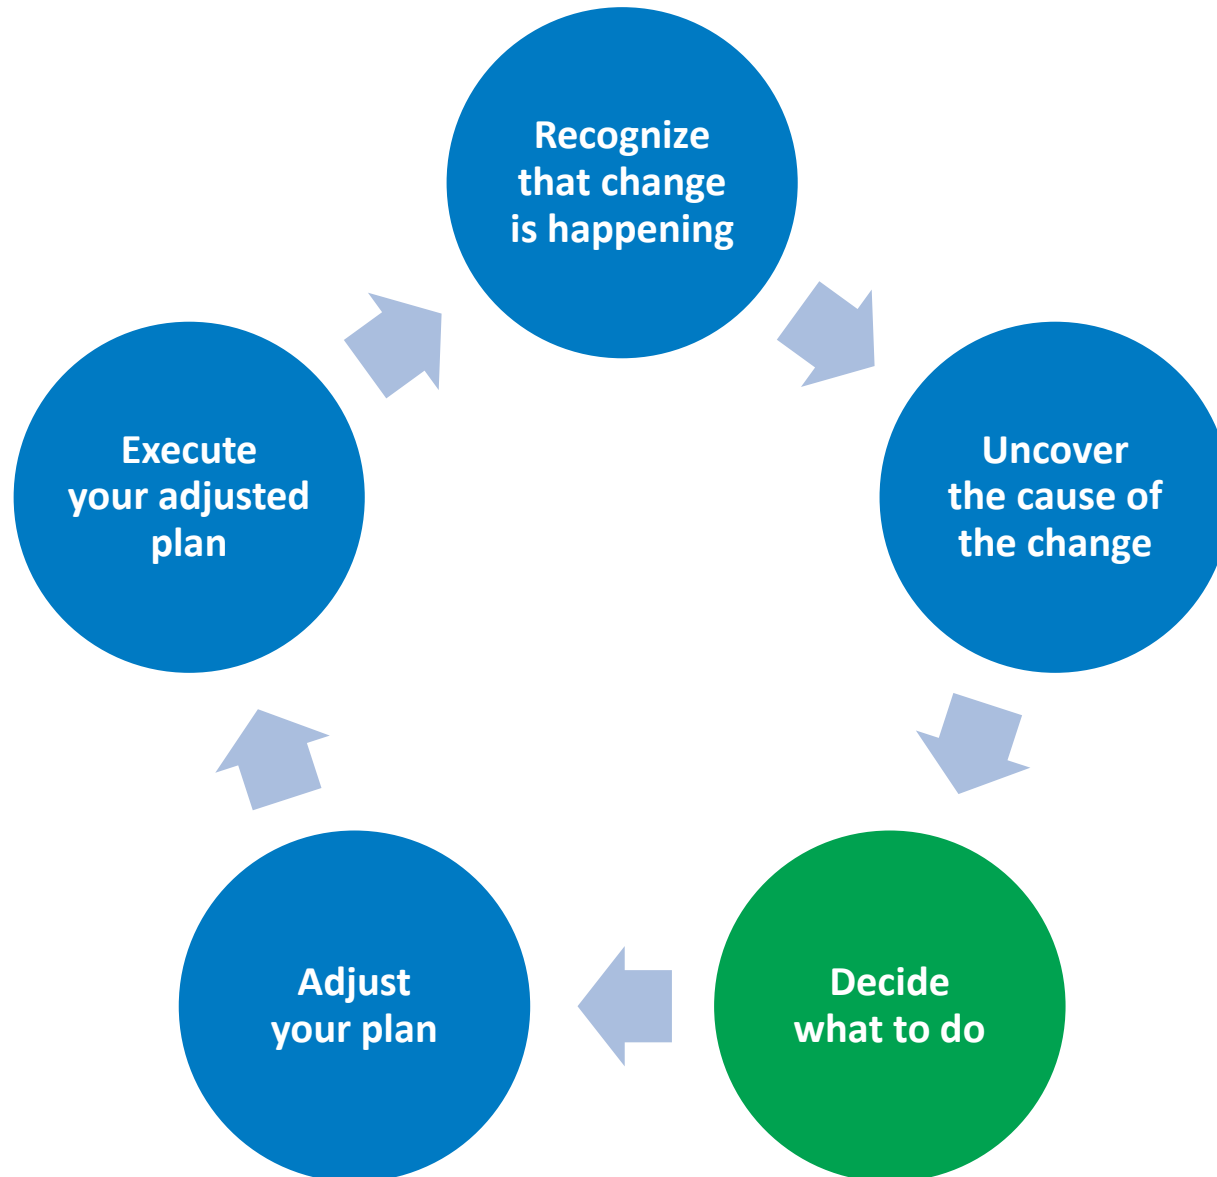 Recognize
that change
is happening
Uncover
the cause of
the change
Decide
what to do
Adjust
your plan
Execute
your adjusted
plan